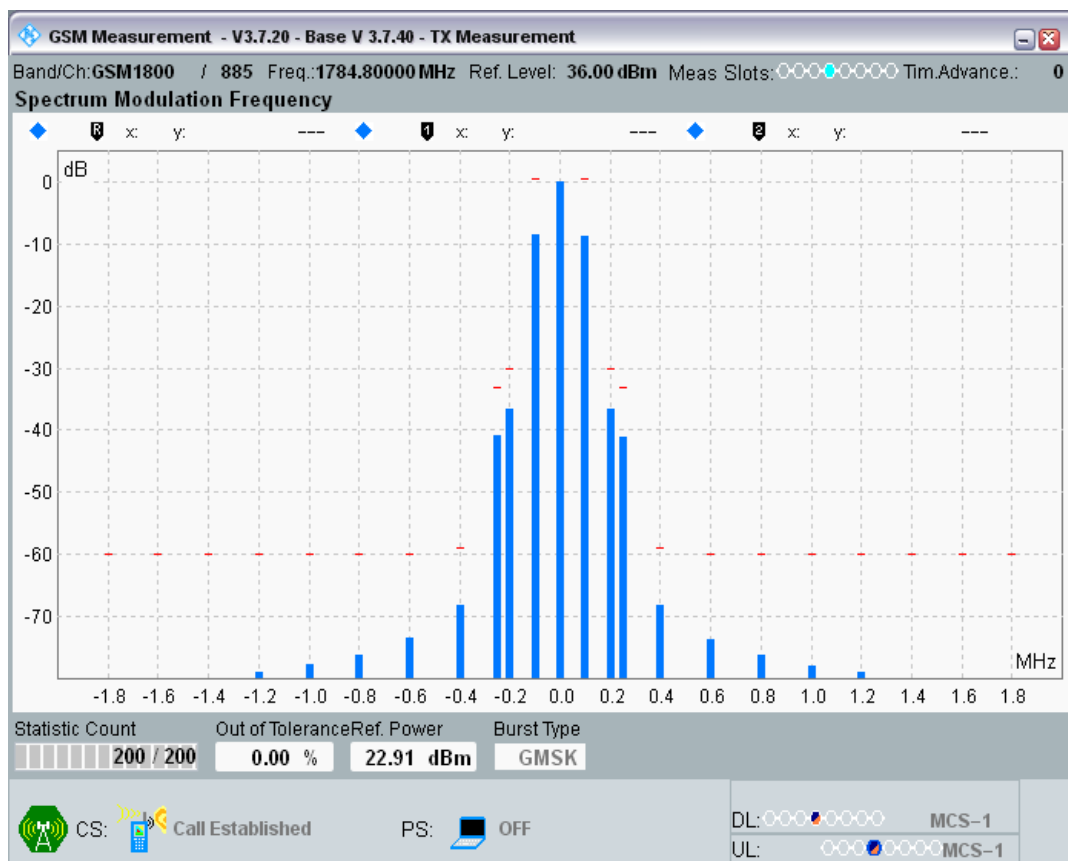 GSM Measurement - V3.7.20 - Base V 3.7.40 - TX Measurement
Band/Ch:GSM1800 / 885 Freq.:1784.80000 MHz Ref. Level: 36.00 dBm Meas Slots: Tim.Advance.: 0
Spectrum Modulation Frequency
R x: y: --- 1 x: y: --- 2 x: y: ---
dB
0
-10
-20
-30
-40
-50
-60
-70
MHz
-1.8 -1.6 -1.4 -1.2 -1.0 -0.8 -0.6 -0.4 -0.2 0.0 0.2 0.4 0.6 0.8 1.0 1.2 1.4 1.6 1.8
Statistic Count Out of Tolerance Ref. Power Burst Type
200 / 200 0.00 % 22.91 dBm GMSK
CS: Call Established PS: OFF
DL: MCS-1
UL: MCS-1